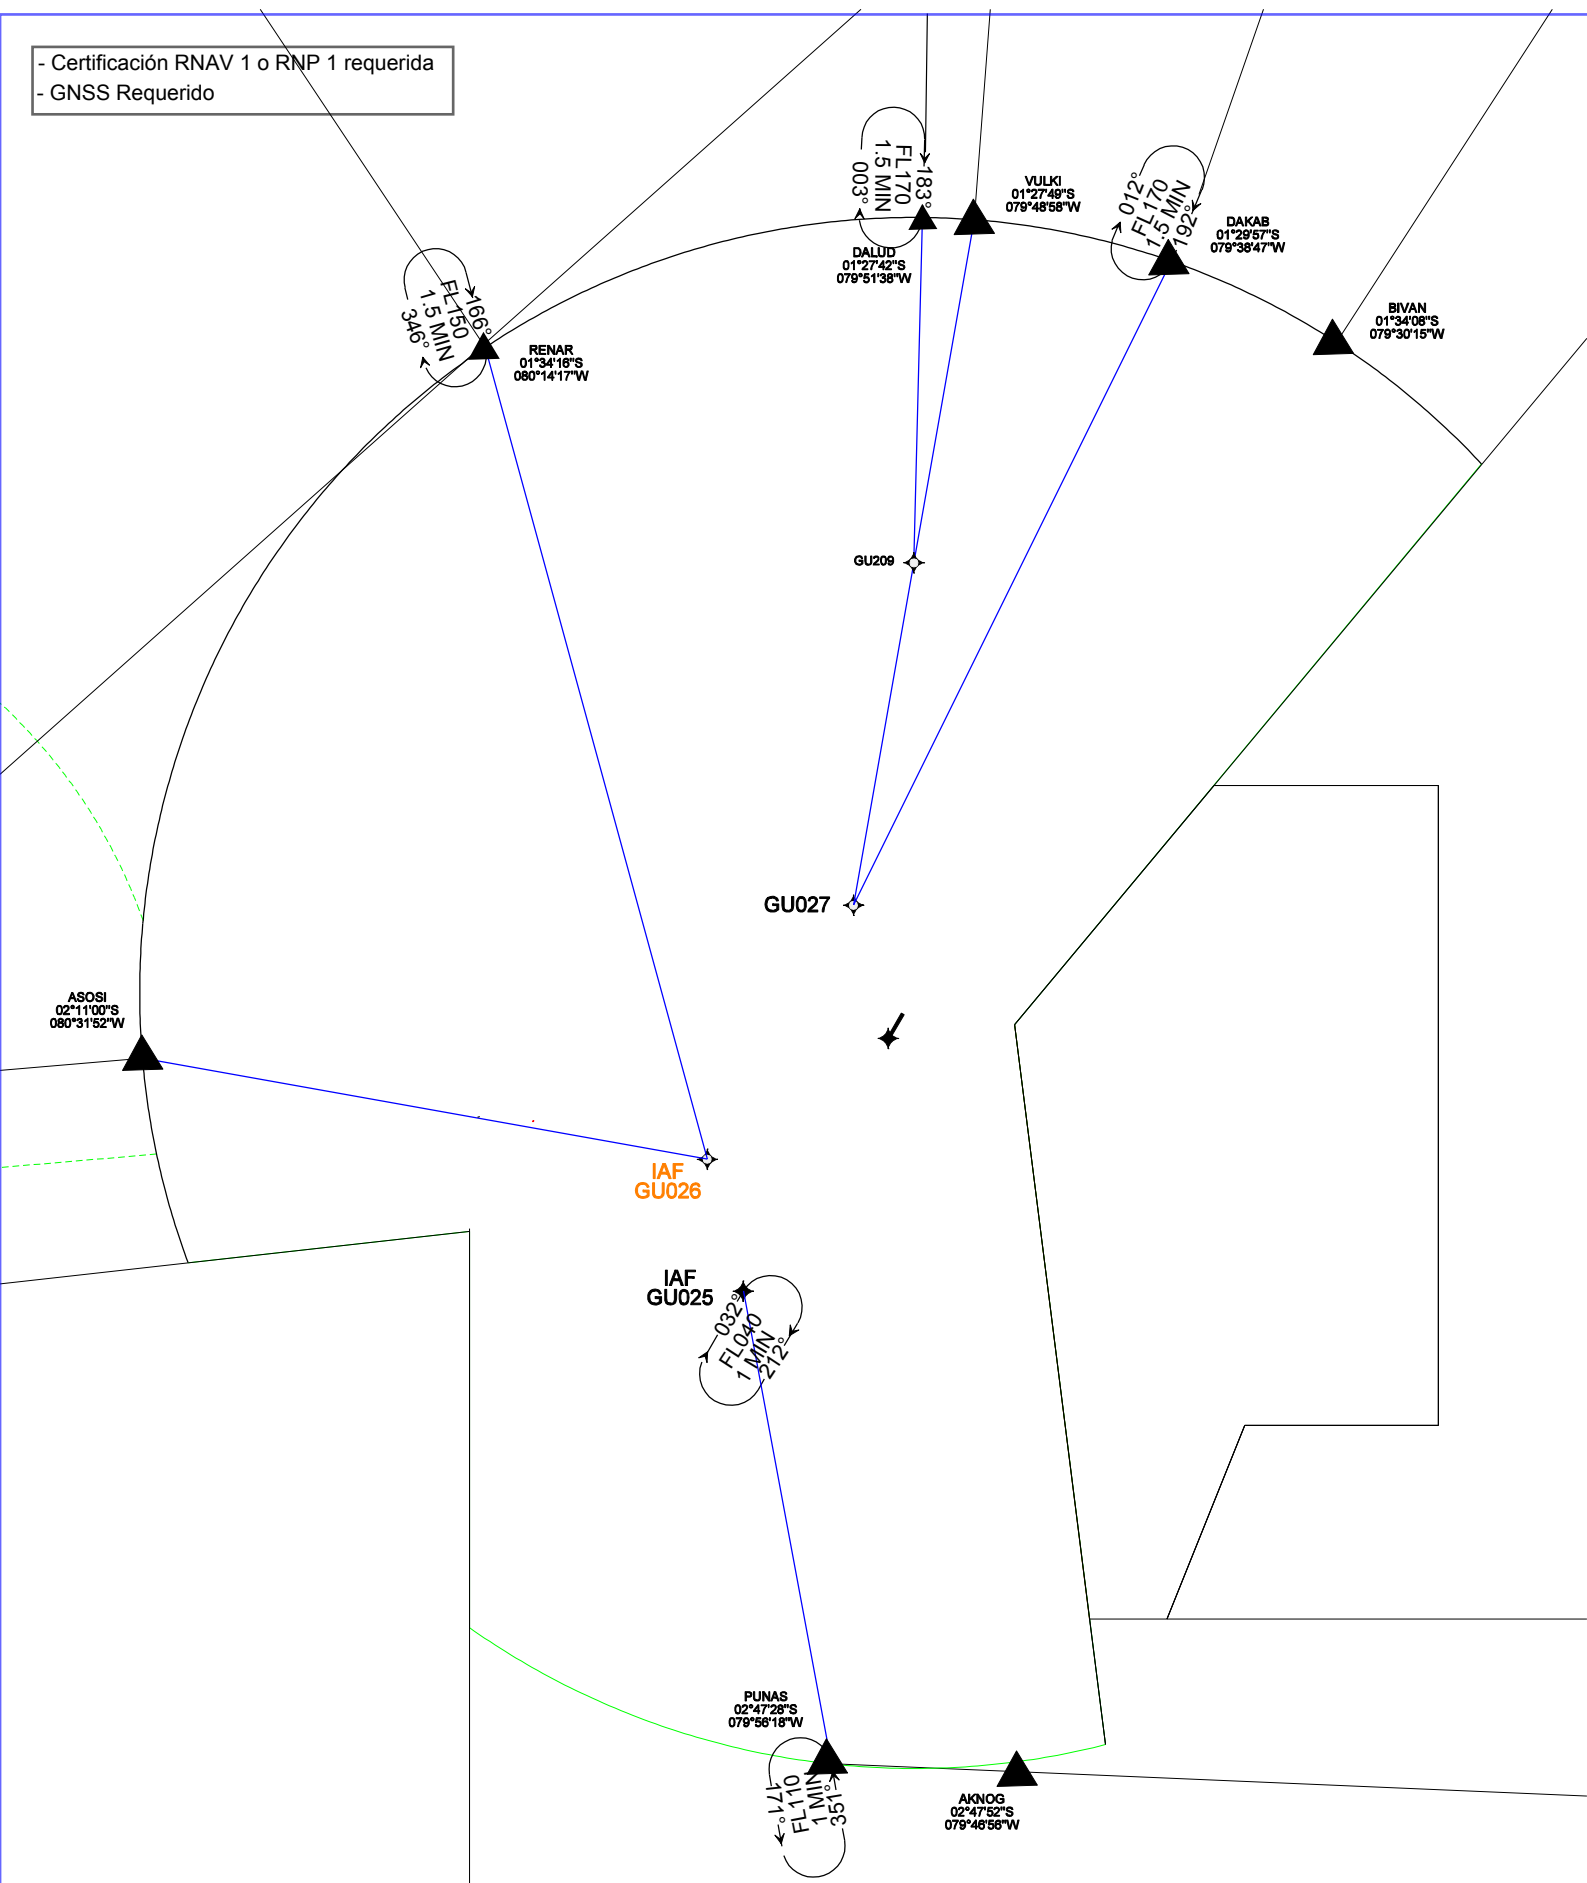 - Certificación RNAV 1 o RNP 1 requerida
- GNSS Requerido
003°
1.5 MIN
FL170
183°
VULKI
01°27'49"S
079°48'58"W
012°
FL170
1.5 MIN
192°
DAKAB
01°29'57"S
079°38'47"W
DALUD
01°27'42"S
079°51'38"W
346°
1.5 MIN
FL150
166°
RENAR
01°34'16"S
080°14'17"W
BIVAN
01°34'08"S
079°30'15"W
GU209
GU027
ASOSI
02°11'00"S
080°31'52"W
IAF
GU026
IAF
GU025
032°
FL040
1 MIN
212°
PUNAS
02°47'28"S
079°56'18"W
171°
FL110
1 MIN
351°
AKNOG
02°47'52"S
079°46'56"W